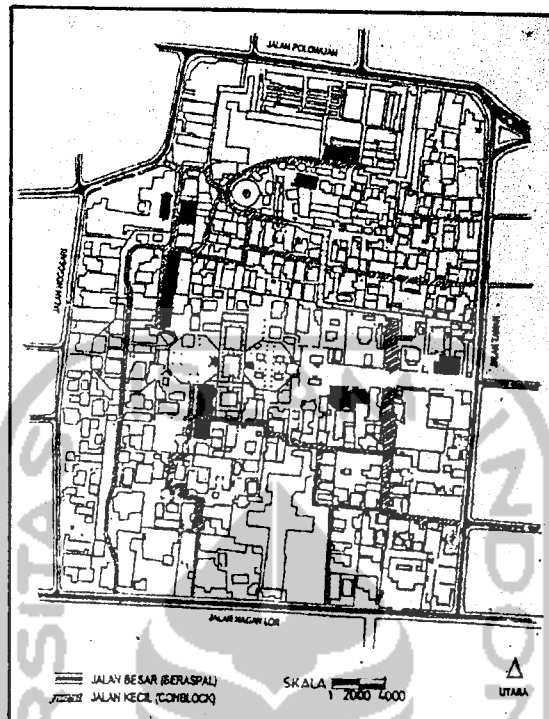 JALAN POLOWIJAN
JALAN NGGGAN
JALAN TAMAN
JALAN NAGAN LOR
JALAN BESAR (BERASPAL)
JALAN KECIL (CONBLOCK)
SKALA
1 2000 4000
UTARA